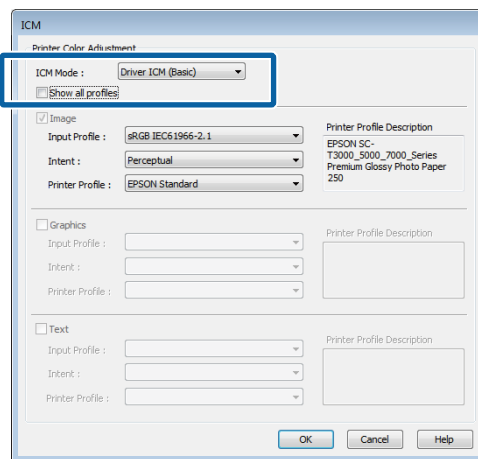 ICM
Printer Color Adjustment
ICM Mode : Driver ICM (Basic)
Show all profiles
Image
Input Profile : sRGB IEC61966-2.1
Intent : Perceptual
Printer Profile : EPSON Standard
Printer Profile Description
EPSON SC-
T3000_5000_7000_Series
Premium Glossy Photo Paper
250
Graphics
Input Profile :
Intent :
Printer Profile :
Printer Profile Description
Text
Input Profile :
Intent :
Printer Profile :
Printer Profile Description
OK Cancel Help